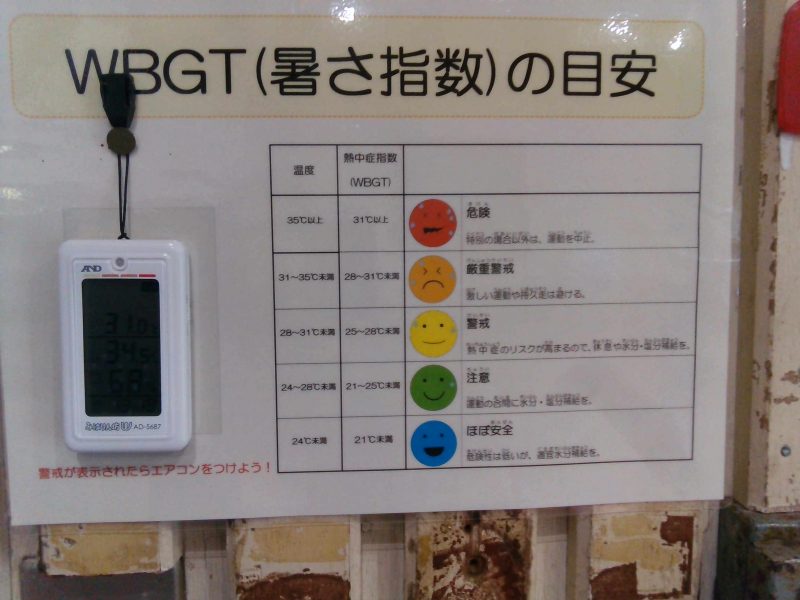 WBGT(暑さ指数)の目安
温度
熱中症指数
(WBGT)
35℃以上
31℃以上
危険
特別の場合以外は、運動を中止。
31～35℃未満
28～31℃未満
厳重警戒
激しい運動や持久走は避ける。
28～31℃未満
25～28℃未満
警戒
熱中症のリスクが高まるので、休息や水分・塩分補給を。
24～28℃未満
21～25℃未満
注意
運動の合間に水分・塩分補給を。
24℃未満
21℃未満
ほぼ安全
危険性は低いが、適宜水分補給を。
AND
みはりん坊W AD-5687
警戒が表示されたらエアコンをつけよう！